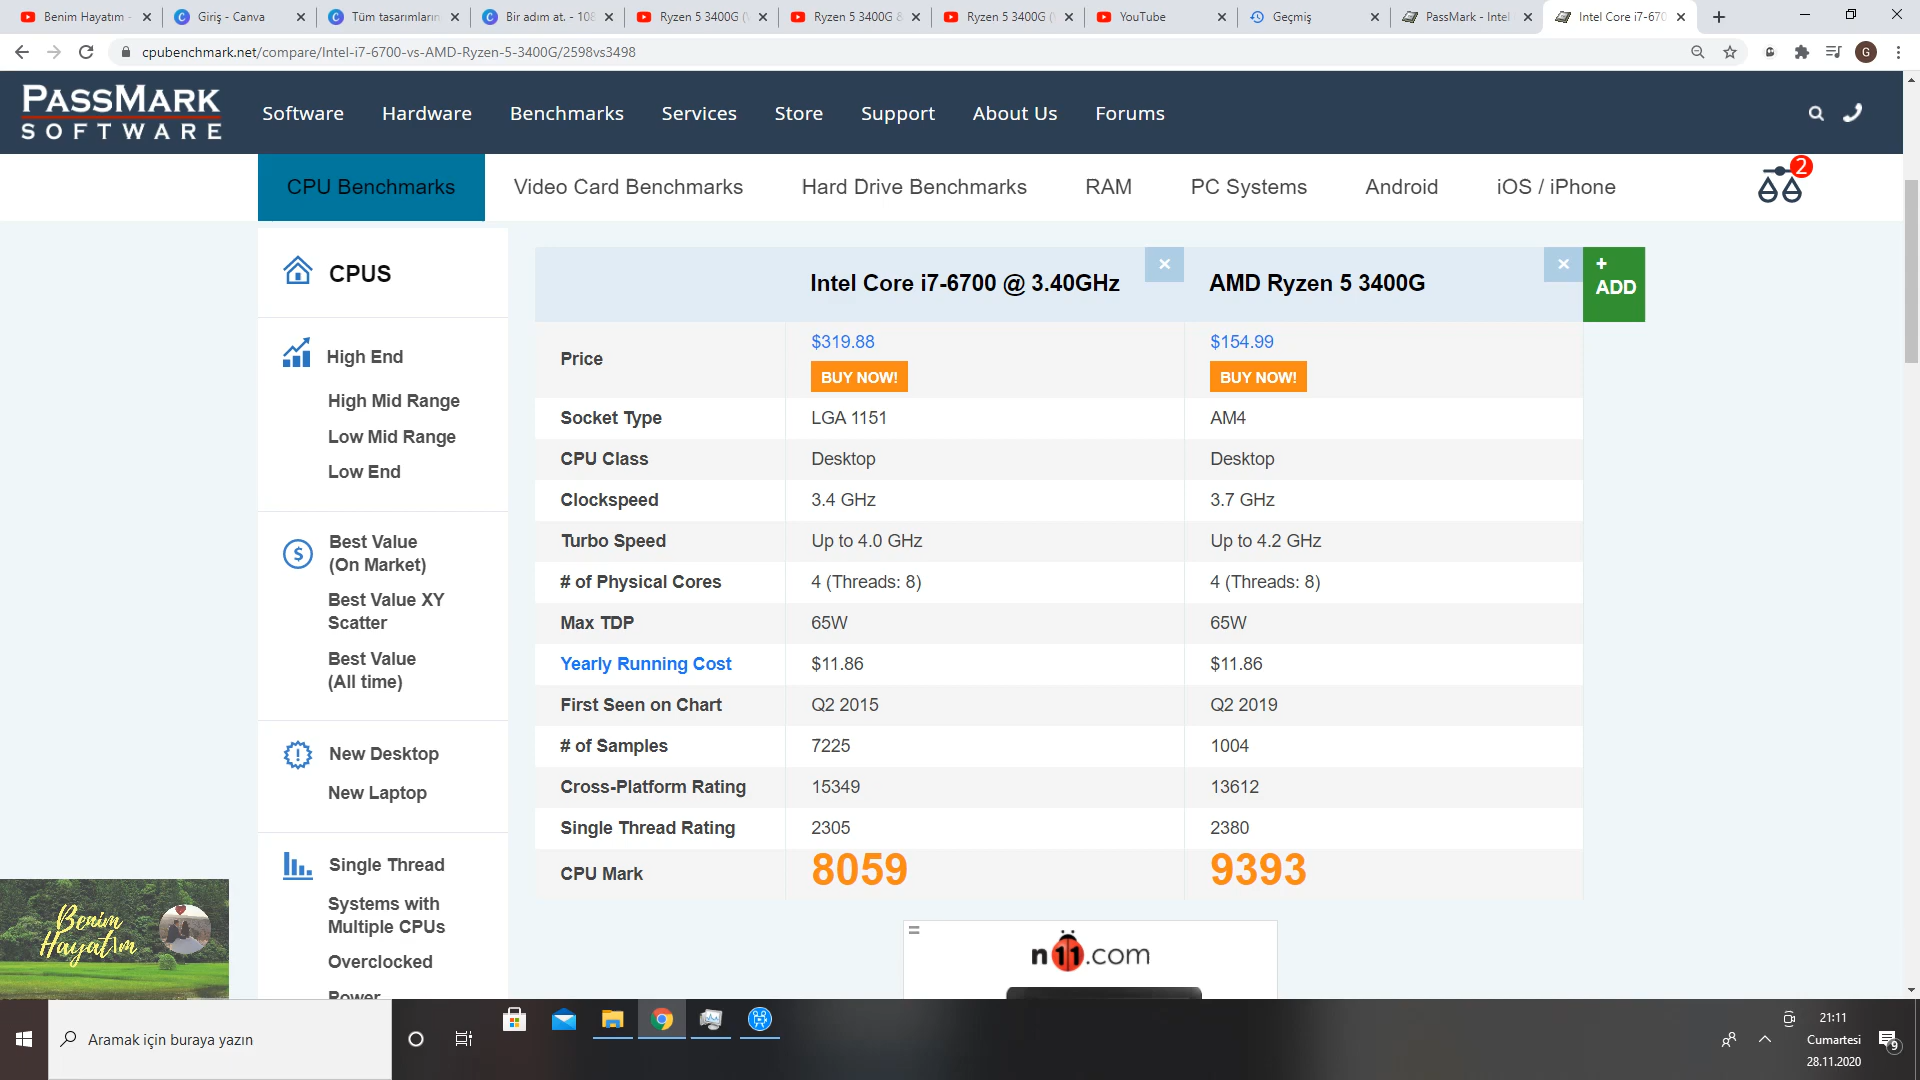 Benim Hayatım -
Giriş - Canva
Tüm tasarımların
Bir adım at. - 108
Ryzen 5 3400G (V
Ryzen 5 3400G &
Ryzen 5 3400G (V
YouTube
Geçmiş
PassMark - Intel
Intel Core i7-670
cpubenchmark.net/compare/Intel-i7-6700-vs-AMD-Ryzen-5-3400G/2598vs3498
G
PASSMARK
SOFTWARE
Software Hardware Benchmarks Services Store Support About Us Forums
CPU Benchmarks Video Card Benchmarks Hard Drive Benchmarks RAM PC Systems Android iOS / iPhone
2
CPUS
High End
High Mid Range
Low Mid Range
Low End
Best Value
(On Market)
Best Value XY
Scatter
Best Value
(All time)
New Desktop
New Laptop
Single Thread
Systems with
Multiple CPUs
Overclocked
Power
Intel Core i7-6700 @ 3.40GHz AMD Ryzen 5 3400G
+
ADD
Price $319.88 $154.99
BUY NOW! BUY NOW!
Socket Type LGA 1151 AM4
CPU Class Desktop Desktop
Clockspeed 3.4 GHz 3.7 GHz
Turbo Speed Up to 4.0 GHz Up to 4.2 GHz
# of Physical Cores 4 (Threads: 8) 4 (Threads: 8)
Max TDP 65W 65W
Yearly Running Cost $11.86 $11.86
First Seen on Chart Q2 2015 Q2 2019
# of Samples 7225 1004
Cross-Platform Rating 15349 13612
Single Thread Rating 2305 2380
CPU Mark 8059 9393
n11.com
Benim
Hayatım
Aramak için buraya yazın
21:11
Cumartesi
28.11.2020
9